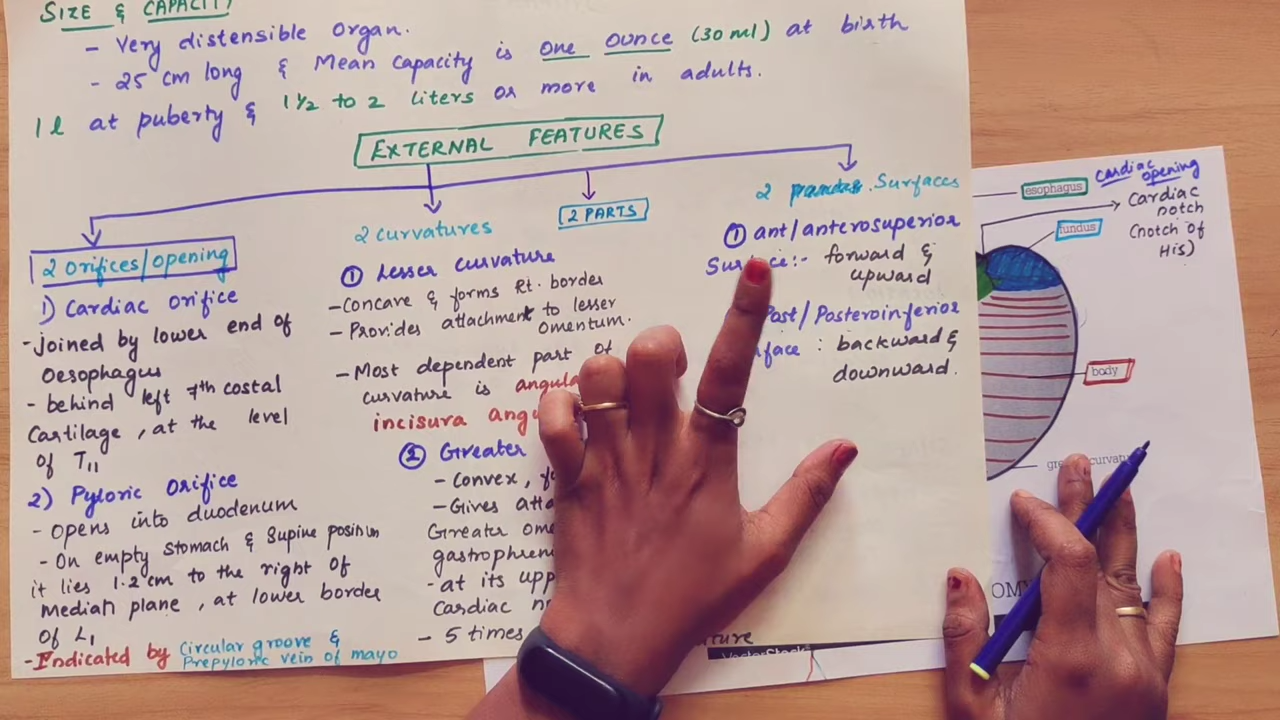 SIZE & CAPACITY
- Very distensible organ.
- 25 cm long & Mean capacity is one ounce (30 ml) at birth
1 l at puberty & 1½ to 2 liters or more in adults.
EXTERNAL FEATURES
2 Orifices/opening
1) Cardiac orifice
- Joined by lower end of
Oesophagus
- behind left 7th costal
Cartilage, at the level
of T11
2) Pyloric Orifice
- Opens into duodenum
- On empty stomach & Supine position
it lies 1.2 cm to the right of
Median plane, at lower border
of L1
- Indicated by Circular groove &
Prepyloric vein of mayo
2 curvatures
① Lesser curvature
- Concave & forms Rt. border
- Provides attachment to lesser
omentum.
- Most dependent part of
curvature is
incisura
② Greater
- Convex,
- Gives
Greater
- at its
Cardiac
- 5 times
2 PARTS
2 Surfaces
① ant/anterosuperior
Surface:- forward &
upward
Post/Posteroinferior
: backward &
downward.
esophagus
cardiac opening
Cardiac
notch
(notch of
His)
fundus
body
VectorStock